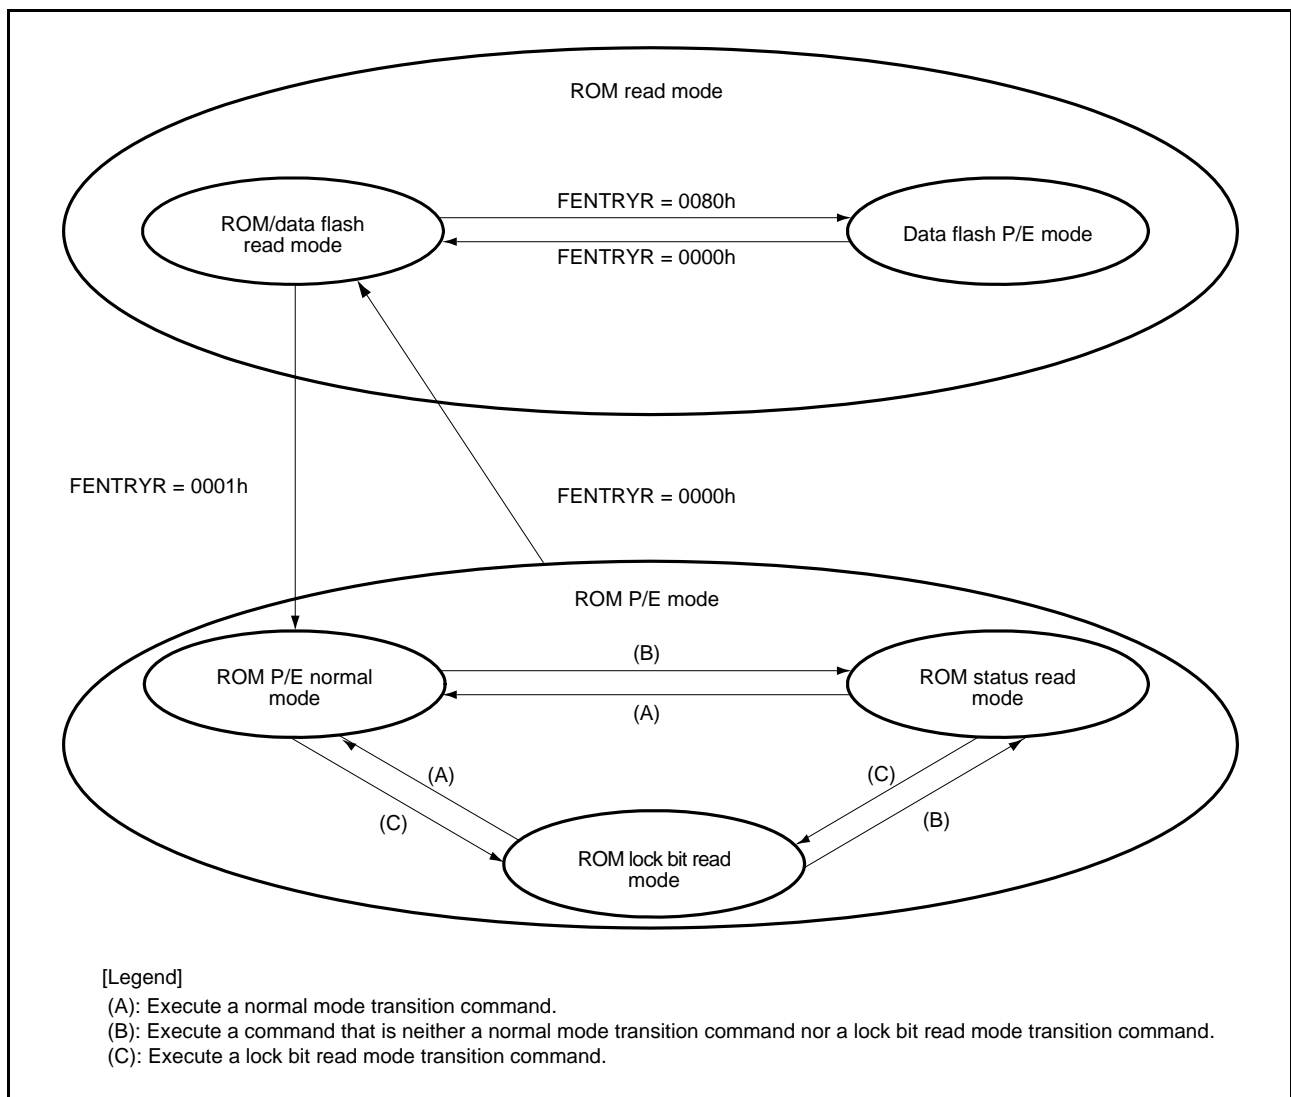 ROM read mode
ROM/data flash
read mode
FENTRYR = 0080h
FENTRYR = 0000h
Data flash P/E mode
FENTRYR = 0001h
FENTRYR = 0000h
ROM P/E mode
ROM P/E normal
mode
(B)
(A)
ROM status read
mode
(A)
(C)
(C)
(B)
ROM lock bit read
mode
[Legend]
(A): Execute a normal mode transition command.
(B): Execute a command that is neither a normal mode transition command nor a lock bit read mode transition command.
(C): Execute a lock bit read mode transition command.